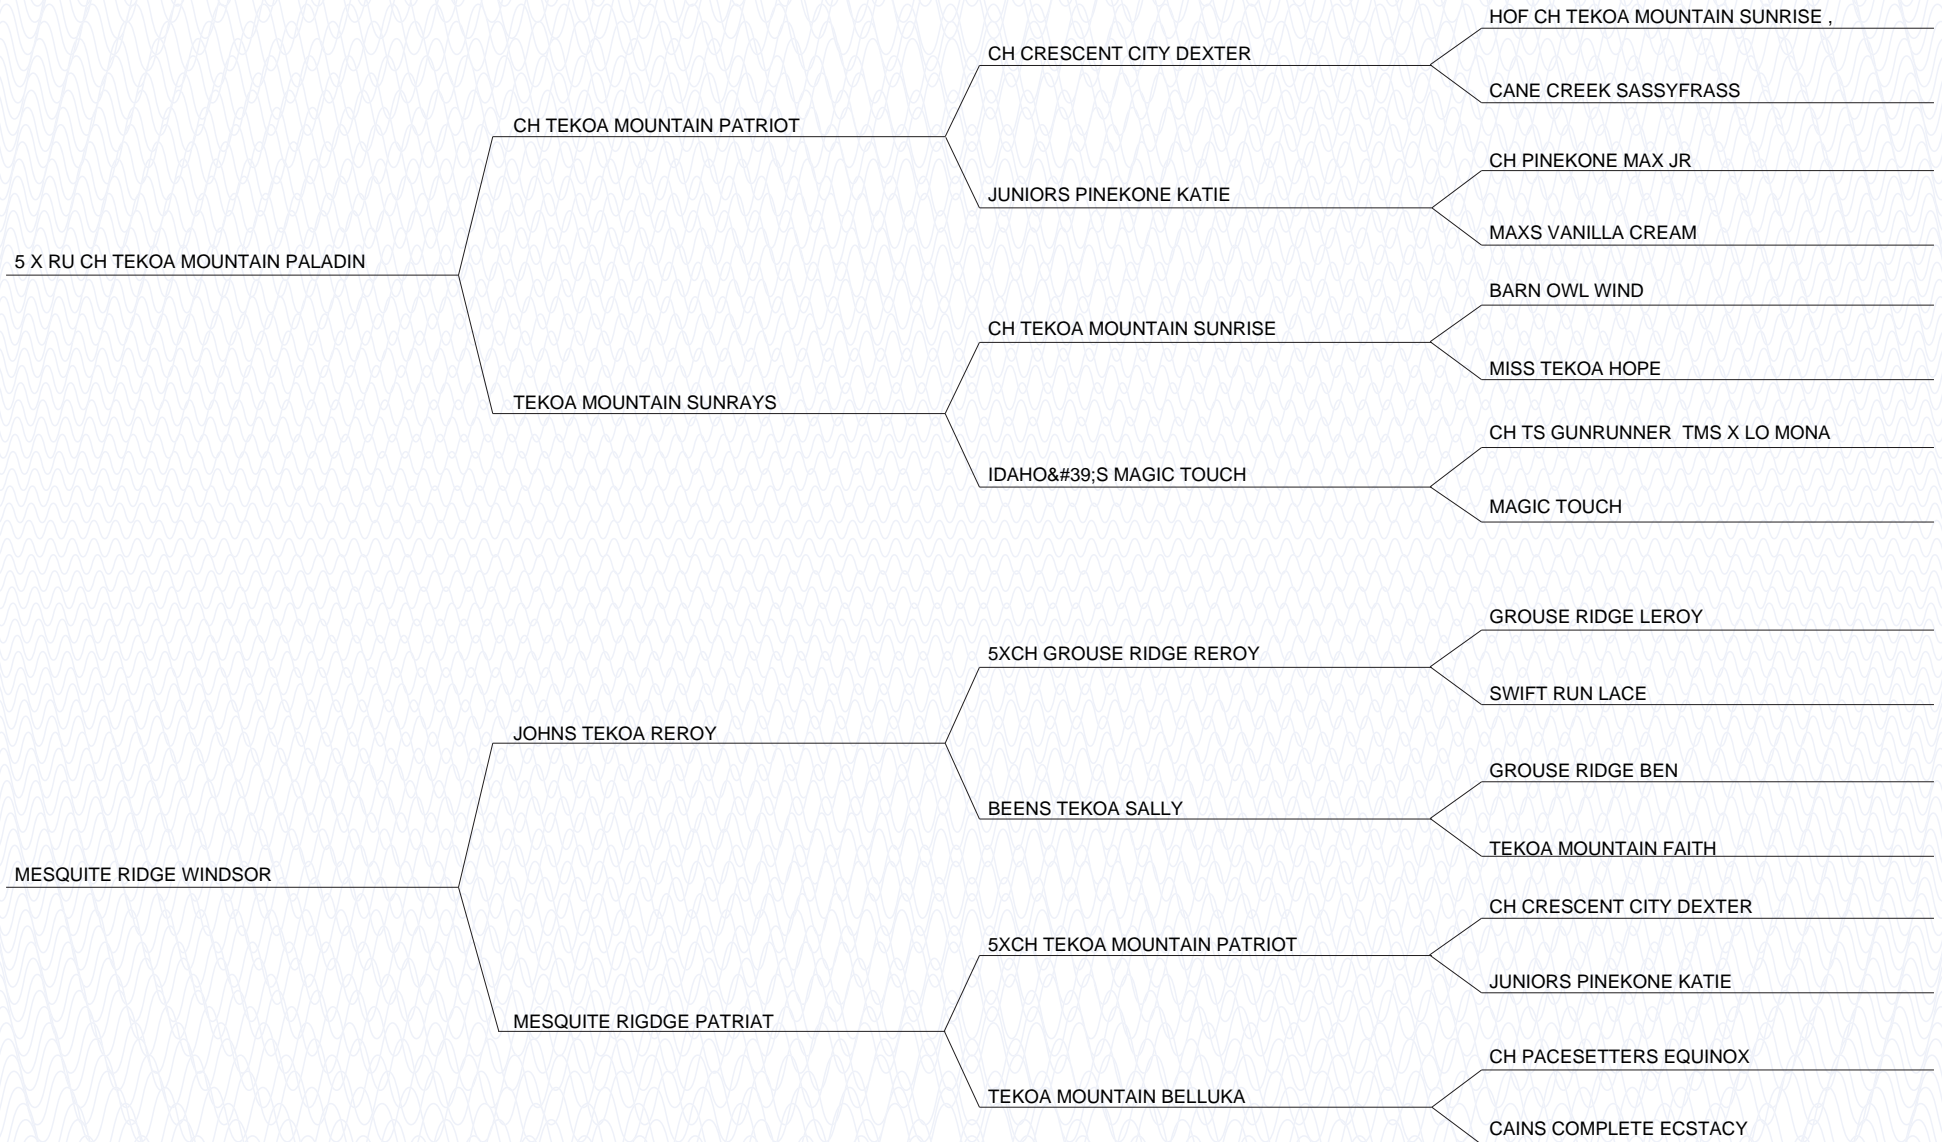 HOF CH TEKOA MOUNTAIN SUNRISE ,
CH CRESCENT CITY DEXTER
CANE CREEK SASSYFRASS
CH TEKOA MOUNTAIN PATRIOT
CH PINEKONE MAX JR
JUNIORS PINEKONE KATIE
MAXS VANILLA CREAM
5 X RU CH TEKOA MOUNTAIN PALADIN
BARN OWL WIND
CH TEKOA MOUNTAIN SUNRISE
MISS TEKOA HOPE
TEKOA MOUNTAIN SUNRAYS
CH TS GUNRUNNER  TMS X LO MONA
IDAHO&#39;S MAGIC TOUCH
MAGIC TOUCH
GROUSE RIDGE LEROY
5XCH GROUSE RIDGE REROY
SWIFT RUN LACE
JOHNS TEKOA REROY
GROUSE RIDGE BEN
BEENS TEKOA SALLY
TEKOA MOUNTAIN FAITH
MESQUITE RIDGE WINDSOR
CH CRESCENT CITY DEXTER
5XCH TEKOA MOUNTAIN PATRIOT
JUNIORS PINEKONE KATIE
MESQUITE RIGDGE PATRIAT
CH PACESETTERS EQUINOX
TEKOA MOUNTAIN BELLUKA
CAINS COMPLETE ECSTACY